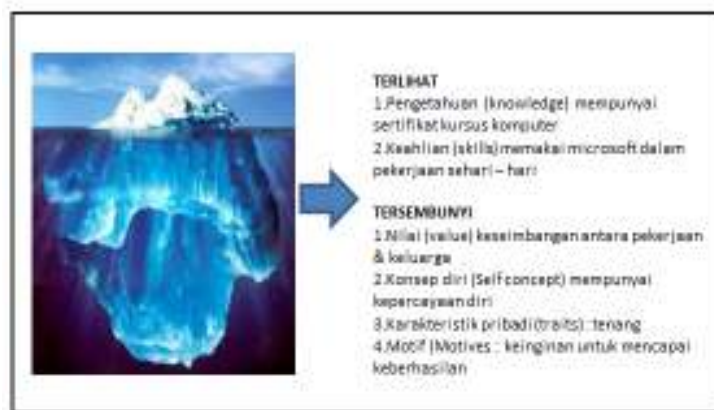 TERLIHAT
1.Pengetahuan (knowledge) mempunyai
sertifikat kursus komputer
2.Keahlian (skills) memakai microsoft dalam
pekerjaan sehari – hari
TERSEMBUNYI
1.Nilai (value) keseimbangan antara pekerjaan
& keluarga
2.Konsep diri (Self concept) mempunyai
kepercayaan diri
3.Karakteristik pribadi (traits) : tenang
4.Motif (Motives : keinginan untuk mencapai
keberhasilan